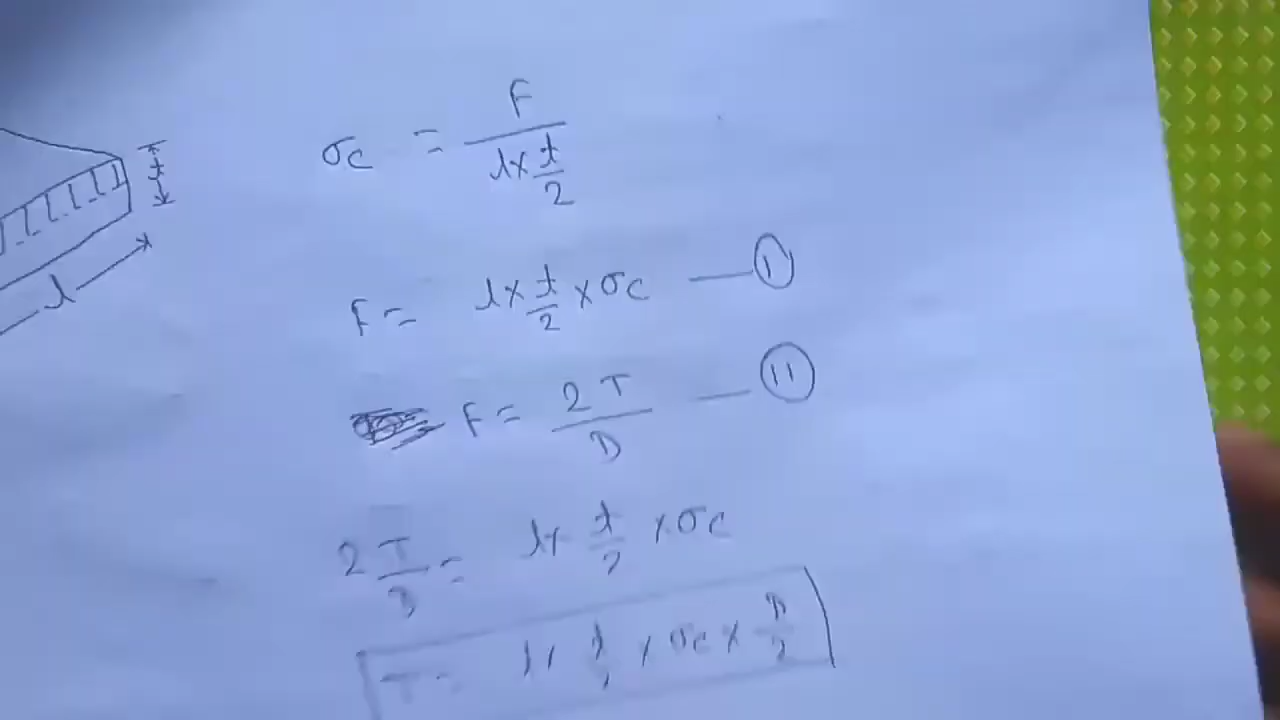 σc = F / l × t/2
t
l
F = l × t/2 × σc — (I)
F = 2T / D — (II)
2T/D = l × t/2 × σc
T = l × t/2 × σc × D/2